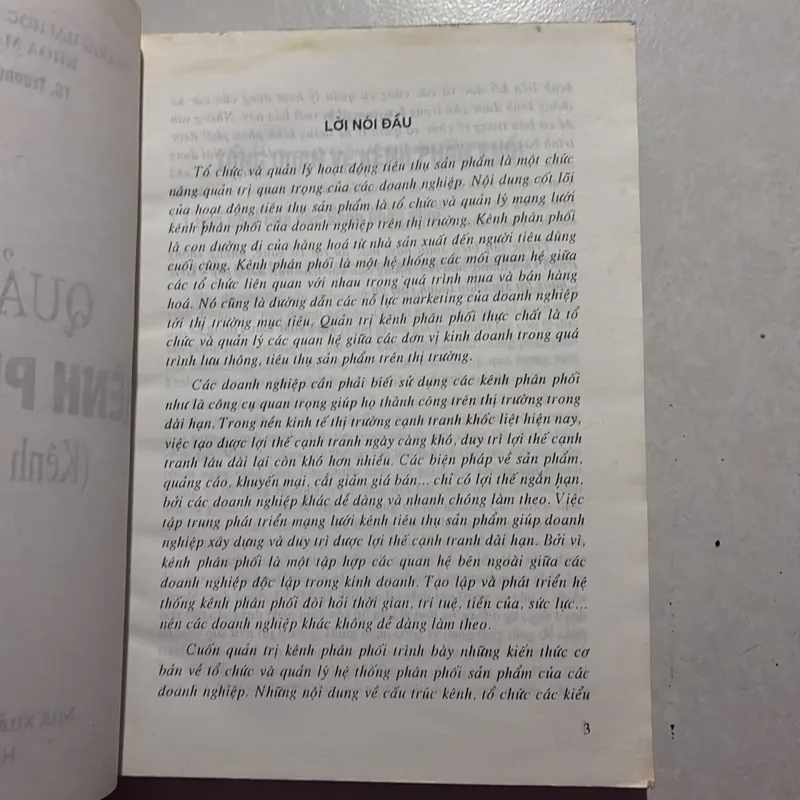 LỜI NÓI ĐẦU
Tổ chức và quản lý hoạt động tiêu thụ sản phẩm là một chức
năng quản trị quan trọng của các doanh nghiệp. Nội dung cốt lõi
của hoạt động tiêu thụ sản phẩm là tổ chức và quản lý mạng lưới
kênh phân phối của doanh nghiệp trên thị trường. Kênh phân phối
là con đường đi của hàng hoá từ nhà sản xuất đến người tiêu dùng
cuối cùng. Kênh phân phối là một hệ thống các mối quan hệ giữa
các tổ chức liên quan với nhau trong quá trình mua và bán hàng
hoá. Nó cũng là đường dẫn các nỗ lực marketing của doanh nghiệp
tới thị trường mục tiêu. Quản trị kênh phân phối thực chất là tổ
chức và quản lý các quan hệ giữa các đơn vị kinh doanh trong quá
trình lưu thông, tiêu thụ sản phẩm trên thị trường.
Các doanh nghiệp cần phải biết sử dụng các kênh phân phối
như là công cụ quan trọng giúp họ thành công trên thị trường trong
dài hạn. Trong nền kinh tế thị trường cạnh tranh khốc liệt hiện nay,
việc tạo được lợi thế cạnh tranh ngày càng khó, duy trì lợi thế cạnh
tranh lâu dài lại còn khó hơn nhiều. Các biện pháp về sản phẩm,
quảng cáo, khuyến mại, cắt giảm giá bán... chỉ có lợi thế ngắn hạn,
bởi các doanh nghiệp khác dễ dàng và nhanh chóng làm theo. Việc
tập trung phát triển mạng lưới kênh tiêu thụ sản phẩm giúp doanh
nghiệp xây dựng và duy trì được lợi thế cạnh tranh dài hạn. Bởi vì,
kênh phân phối là một tập hợp các quan hệ bên ngoài giữa các
doanh nghiệp độc lập trong kinh doanh. Tạo lập và phát triển hệ
thống kênh phân phối đòi hỏi thời gian, trí tuệ, tiền của, sức lực...
nên các doanh nghiệp khác không dễ dàng làm theo.
Cuốn quản trị kênh phân phối trình bày những kiến thức cơ
bản về tổ chức và quản lý hệ thống phân phối sản phẩm của các
doanh nghiệp. Những nội dung về cấu trúc kênh, tổ chức các kiểu
3